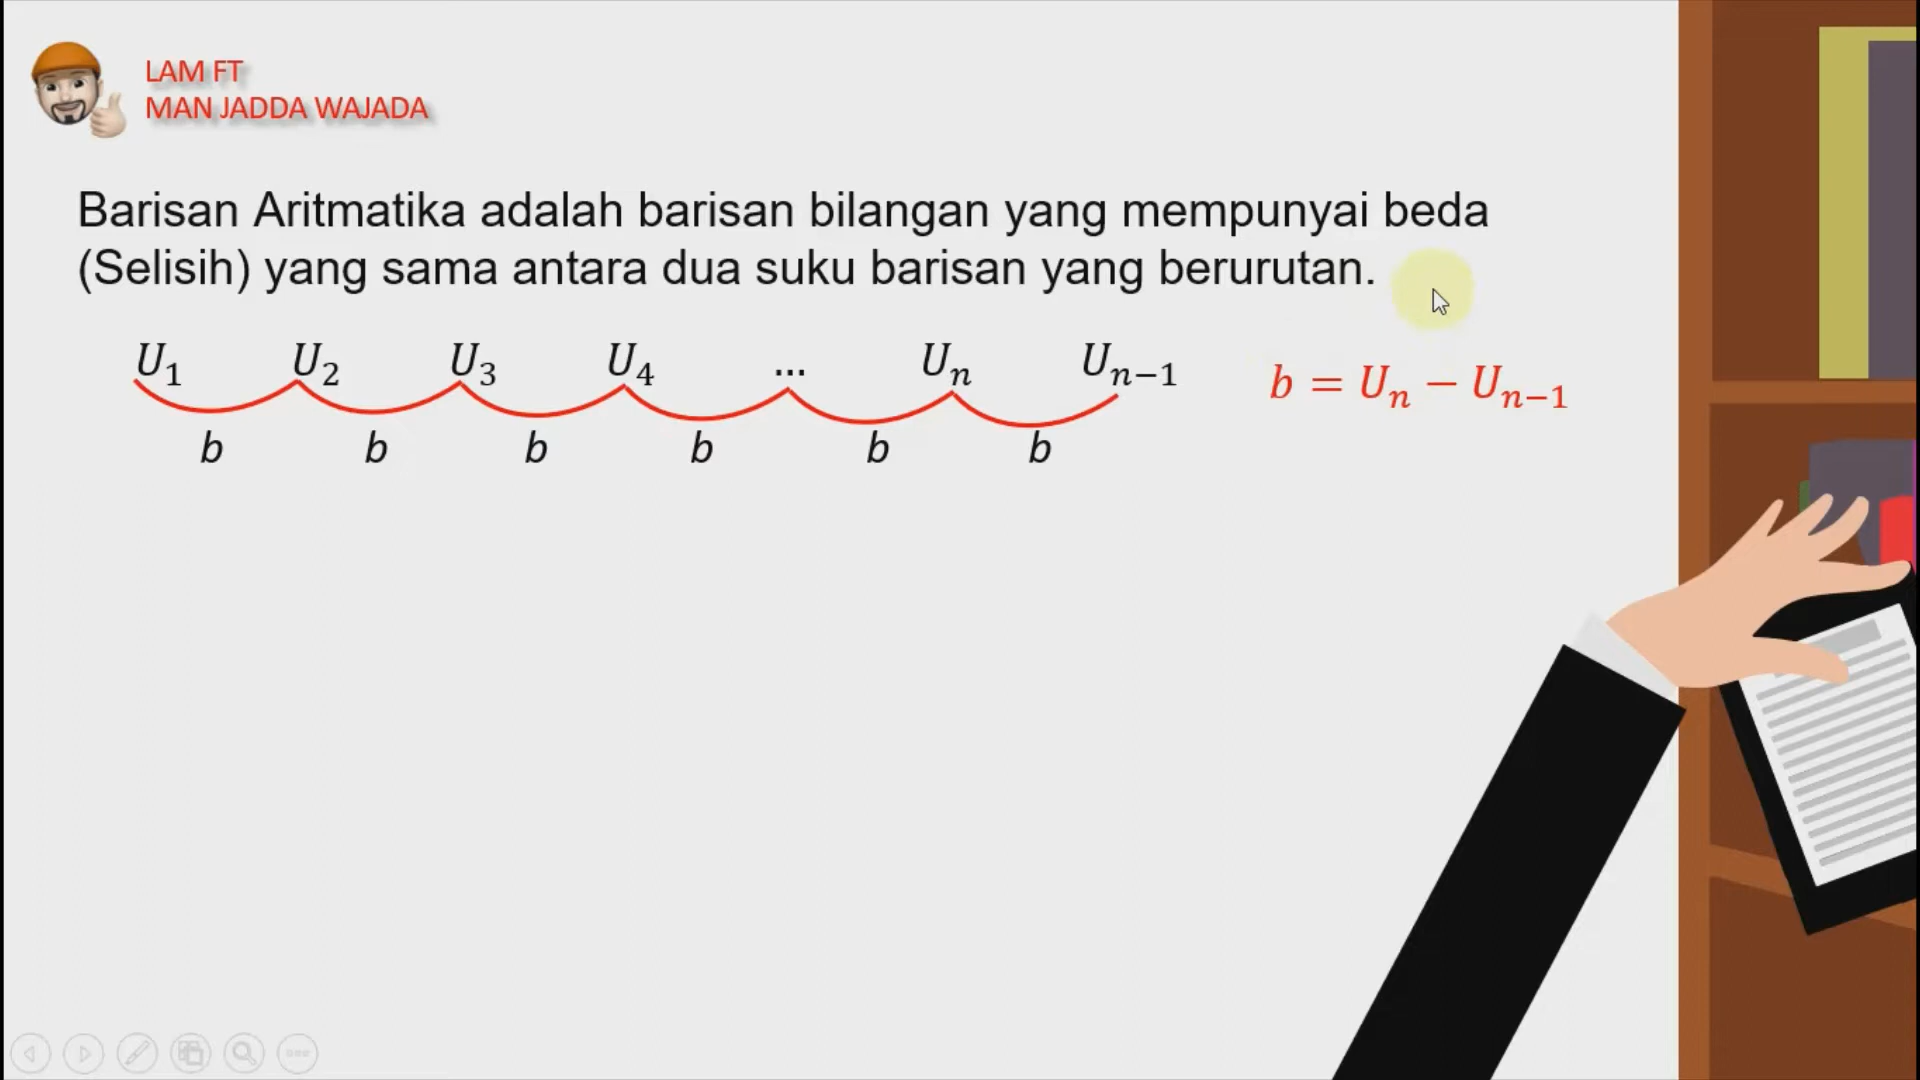 LAM FT
MAN JADDA WAJADA
Barisan Aritmatika adalah barisan bilangan yang mempunyai beda
(Selisih) yang sama antara dua suku barisan yang berurutan.
U₁ U₂ U₃ U₄ ... Uₙ Uₙ₋₁
b b b b b b
b = Uₙ − Uₙ₋₁